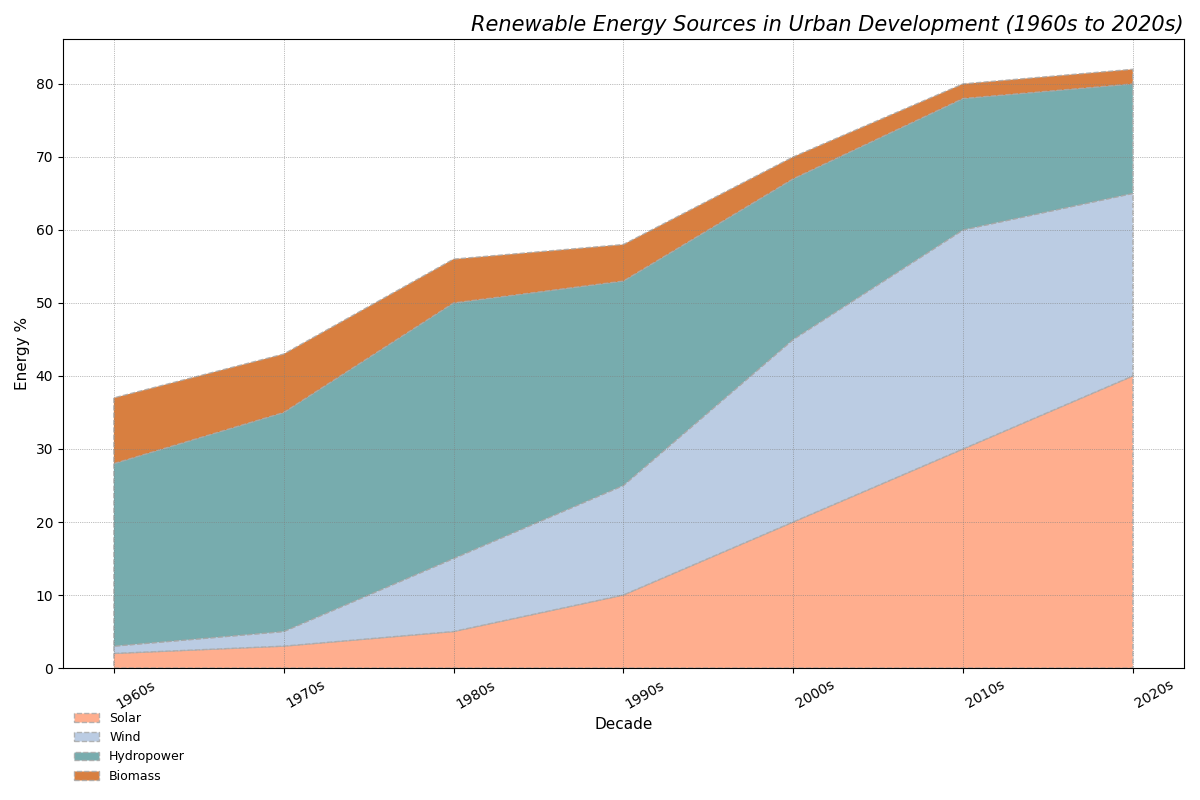 Renewable Energy Sources in Urban Development (1960s to 2020s)
Energy %
80
70
60
50
40
30
20
10
0
1960s
1970s
1980s
1990s
2000s
2010s
2020s
Decade
Solar
Wind
Hydropower
Biomass